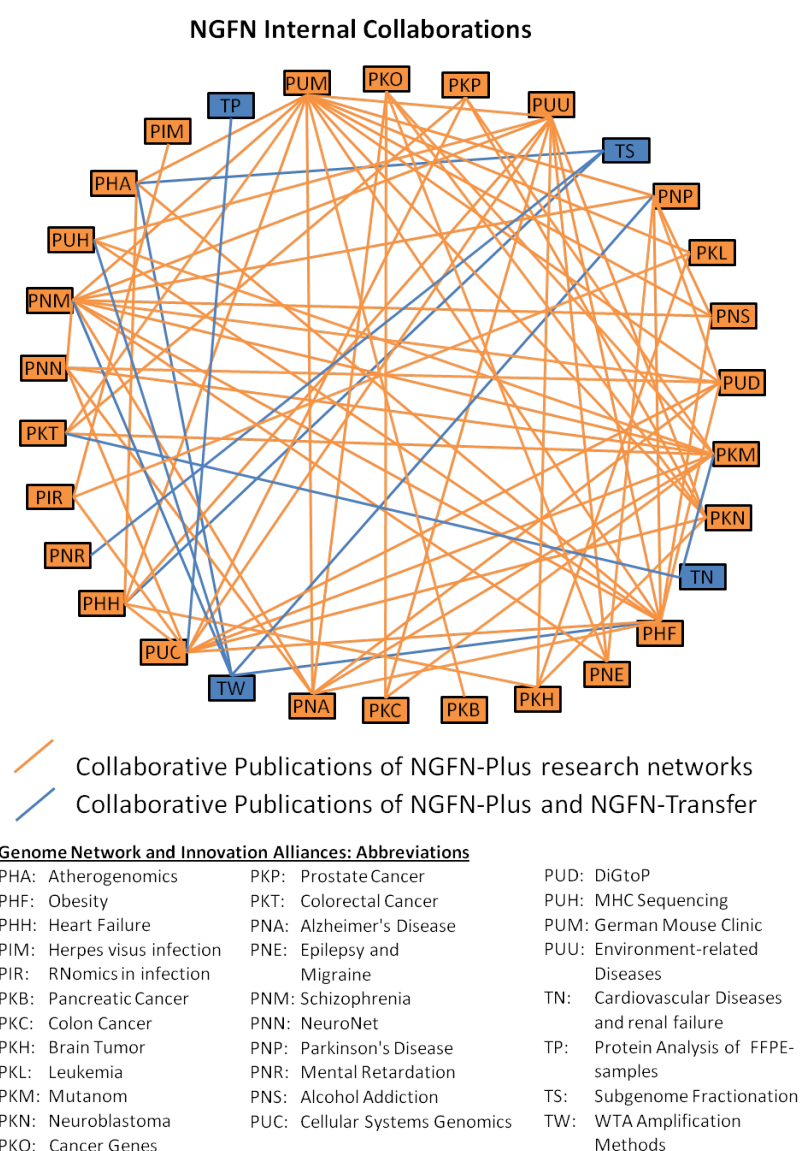 NGFN Internal Collaborations
PUM
PKO
PKP
PUU
TP
PIM
TS
PHA
PNP
PUH
PKL
PNM
PNS
PNN
PUD
PKT
PKM
PIR
PKN
PNR
TN
PHH
PHF
PUC
PNE
TW
PNA
PKC
PKB
PKH
Collaborative Publications of NGFN-Plus research networks
Collaborative Publications of NGFN-Plus and NGFN-Transfer
Genome Network and Innovation Alliances: Abbreviations
PHA: Atherogenomics
PHF: Obesity
PHH: Heart Failure
PIM: Herpes visus infection
PIR: RNomics in infection
PKB: Pancreatic Cancer
PKC: Colon Cancer
PKH: Brain Tumor
PKL: Leukemia
PKM: Mutanom
PKN: Neuroblastoma
PKO: Cancer Genes
PKP: Prostate Cancer
PKT: Colorectal Cancer
PNA: Alzheimer's Disease
PNE: Epilepsy and
Migraine
PNM: Schizophrenia
PNN: NeuroNet
PNP: Parkinson's Disease
PNR: Mental Retardation
PNS: Alcohol Addiction
PUC: Cellular Systems Genomics
PUD: DiGtoP
PUH: MHC Sequencing
PUM: German Mouse Clinic
PUU: Environment-related
Diseases
TN: Cardiovascular Diseases
and renal failure
TP: Protein Analysis of FFPE-
samples
TS: Subgenome Fractionation
TW: WTA Amplification
Methods